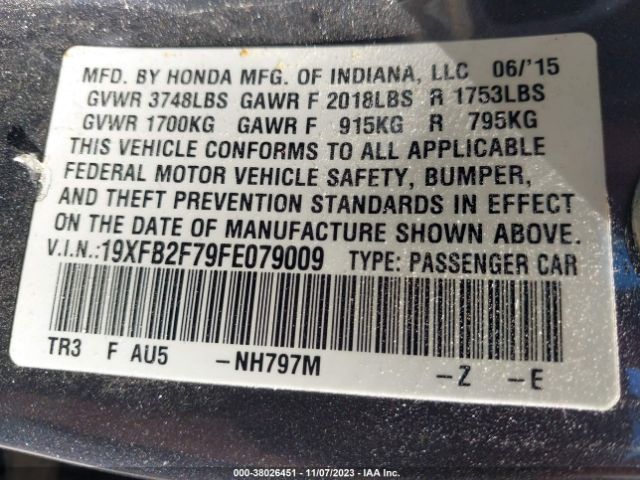 MFD. BY HONDA MFG. OF INDIANA, LLC 06/'15
GVWR 3748LBS GAWR F 2018LBS R 1753LBS
GVWR 1700KG GAWR F 915KG R 795KG
THIS VEHICLE CONFORMS TO ALL APPLICABLE
FEDERAL MOTOR VEHICLE SAFETY, BUMPER,
AND THEFT PREVENTION STANDARDS IN EFFECT
ON THE DATE OF MANUFACTURE SHOWN ABOVE.
V.I.N.:19XFB2F79FE079009 TYPE: PASSENGER CAR
TR3 F AU5 -NH797M -Z -E
000-38026451 - 11/07/2023 - IAA Inc.